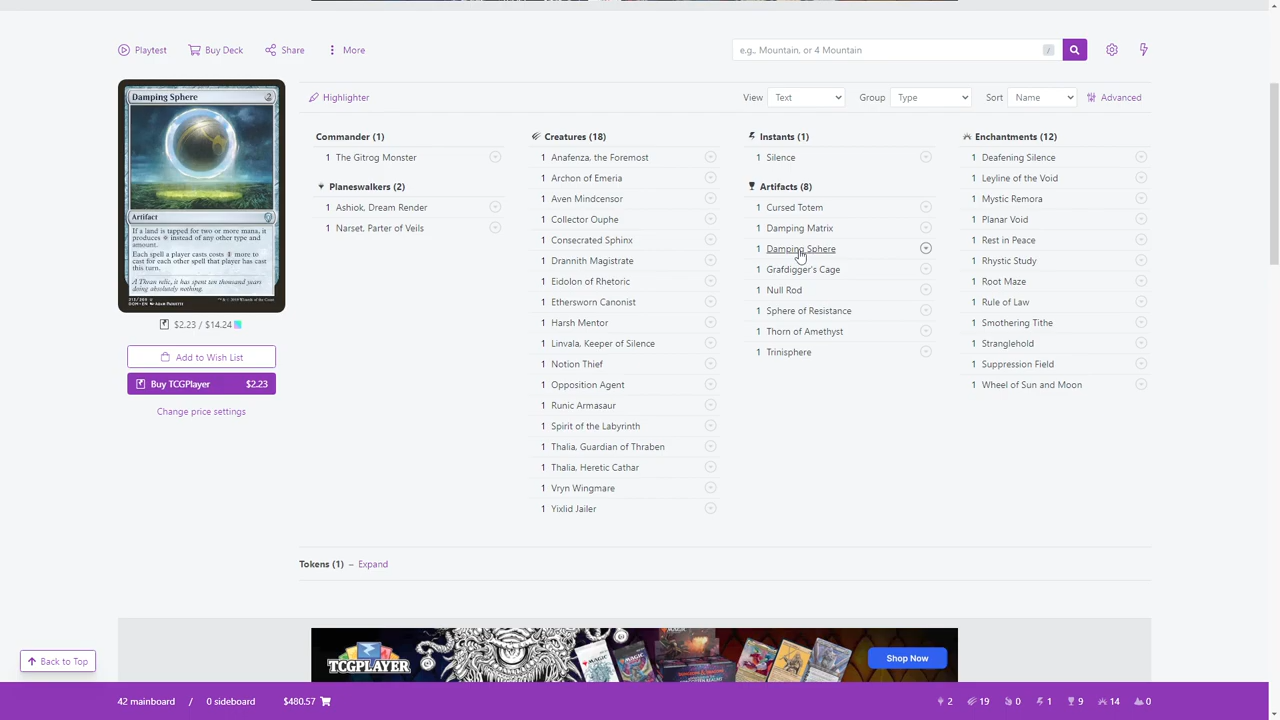 Playtest
Buy Deck
Share
More
e.g., Mountain, or 4 Mountain
/
Damping Sphere 2
Artifact
If a land is tapped for two or more mana, it
produces instead of any other type and
amount.
Each spell a player casts costs 1 more to
cast for each other spell that player has cast
this turn.
A Thran relic, it has spent ten thousand years
doing absolutely nothing.
$2.23 / $14.24
Add to Wish List
Buy TCGPlayer $2.23
Change price settings
Highlighter
View Text
Group Type
Sort Name
Advanced
Commander (1)
1 The Gitrog Monster
Planeswalkers (2)
1 Ashiok, Dream Render
1 Narset, Parter of Veils
Creatures (18)
1 Anafenza, the Foremost
1 Archon of Emeria
1 Aven Mindcensor
1 Collector Ouphe
1 Consecrated Sphinx
1 Drannith Magistrate
1 Eidolon of Rhetoric
1 Ethersworn Canonist
1 Harsh Mentor
1 Linvala, Keeper of Silence
1 Notion Thief
1 Opposition Agent
1 Runic Armasaur
1 Spirit of the Labyrinth
1 Thalia, Guardian of Thraben
1 Thalia, Heretic Cathar
1 Vryn Wingmare
1 Yixlid Jailer
Instants (1)
1 Silence
Artifacts (8)
1 Cursed Totem
1 Damping Matrix
1 Damping Sphere
1 Grafdigger's Cage
1 Null Rod
1 Sphere of Resistance
1 Thorn of Amethyst
1 Trinisphere
Enchantments (12)
1 Deafening Silence
1 Leyline of the Void
1 Mystic Remora
1 Planar Void
1 Rest in Peace
1 Rhystic Study
1 Root Maze
1 Rule of Law
1 Smothering Tithe
1 Stranglehold
1 Suppression Field
1 Wheel of Sun and Moon
Tokens (1) – Expand
TCGPLAYER
Shop Now
Back to Top
42 mainboard / 0 sideboard $480.57
2 19 0 1 9 14 0